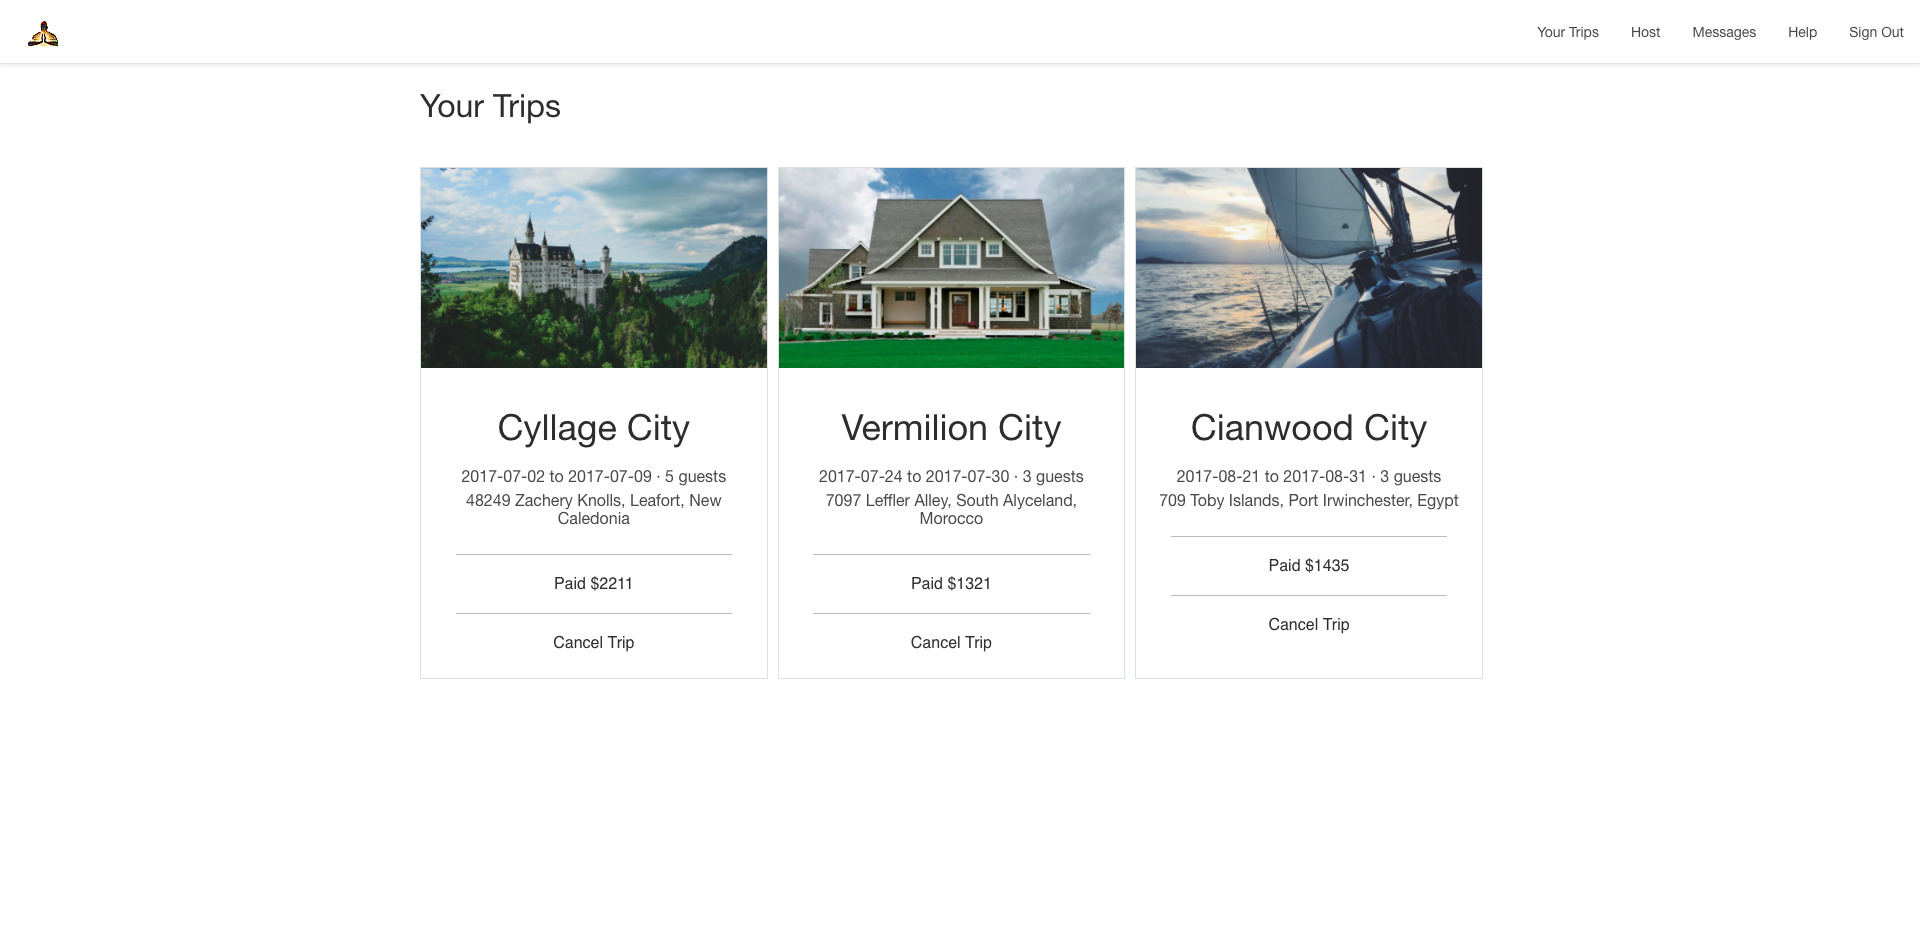 Your Trips
Host
Messages
Help
Sign Out
Your Trips
Cyllage City
2017-07-02 to 2017-07-09 · 5 guests
48249 Zachery Knolls, Leafort, New
Caledonia
Paid $2211
Cancel Trip
Vermilion City
2017-07-24 to 2017-07-30 · 3 guests
7097 Leffler Alley, South Alyceland,
Morocco
Paid $1321
Cancel Trip
Cianwood City
2017-08-21 to 2017-08-31 · 3 guests
709 Toby Islands, Port Irwinchester, Egypt
Paid $1435
Cancel Trip